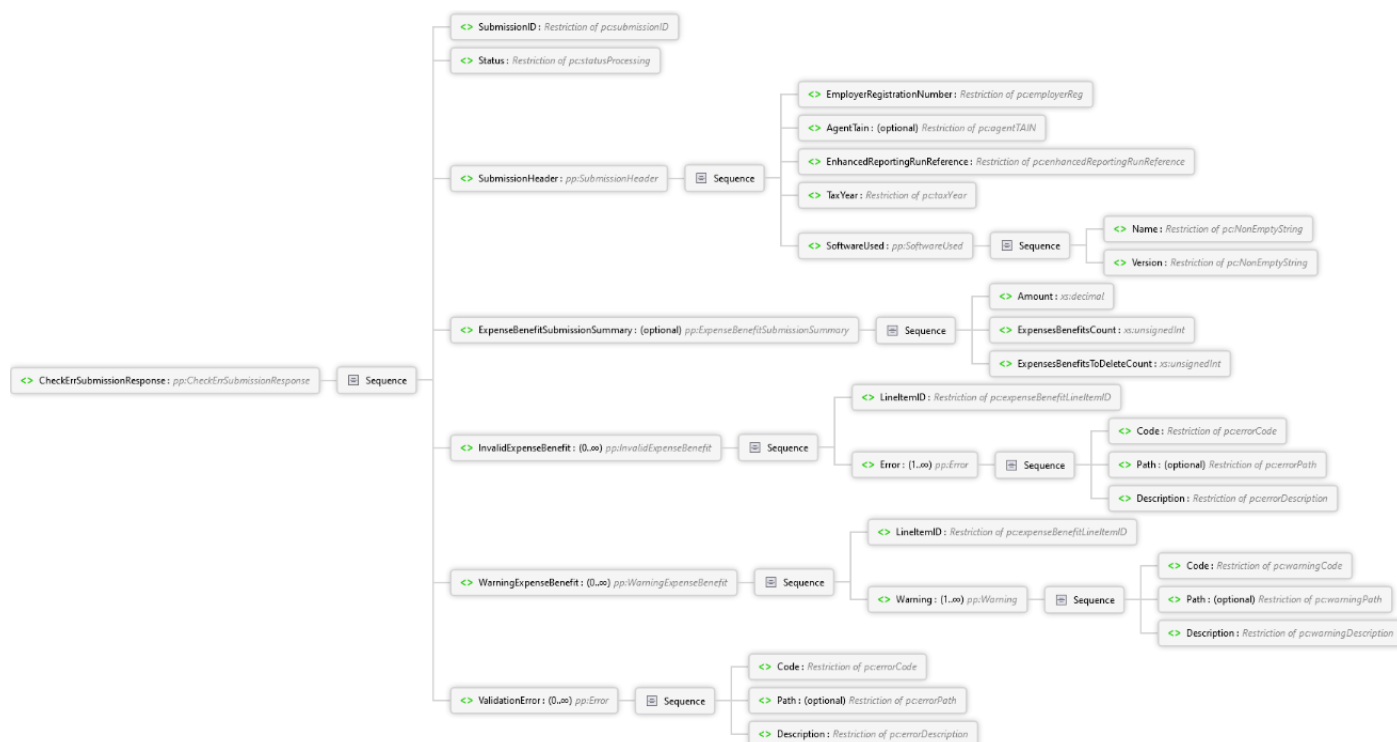 <> SubmissionID : Restriction of pc:submissionID
<> Status : Restriction of pc:statusProcessing
<> EmployerRegistrationNumber : Restriction of pc:employerReg
<> AgentTain : (optional) Restriction of pc:agentTAIN
<> SubmissionHeader : pp:SubmissionHeader
Sequence
<> EnhancedReportingRunReference : Restriction of pc:enhancedReportingRunReference
<> TaxYear : Restriction of pc:taxYear
<> SoftwareUsed : pp:SoftwareUsed
Sequence
<> Name : Restriction of pc:NonEmptyString
<> Version : Restriction of pc:NonEmptyString
<> ExpenseBenefitSubmissionSummary : (optional) pp:ExpenseBenefitSubmissionSummary
Sequence
<> Amount : xs:decimal
<> ExpensesBenefitsCount : xs:unsignedInt
<> ExpensesBenefitsToDeleteCount : xs:unsignedInt
<> CheckErrSubmissionResponse : pp:CheckErrSubmissionResponse
Sequence
<> InvalidExpenseBenefit : (0..∞) pp:InvalidExpenseBenefit
Sequence
<> LineItemID : Restriction of pc:expenseBenefitLineItemID
<> Error : (1..∞) pp:Error
Sequence
<> Code : Restriction of pc:errorCode
<> Path : (optional) Restriction of pc:errorPath
<> Description : Restriction of pc:errorDescription
<> WarningExpenseBenefit : (0..∞) pp:WarningExpenseBenefit
Sequence
<> LineItemID : Restriction of pc:expenseBenefitLineItemID
<> Warning : (1..∞) pp:Warning
Sequence
<> Code : Restriction of pc:warningCode
<> Path : (optional) Restriction of pc:warningPath
<> Description : Restriction of pc:warningDescription
<> ValidationError : (0..∞) pp:Error
Sequence
<> Code : Restriction of pc:errorCode
<> Path : (optional) Restriction of pc:errorPath
<> Description : Restriction of pc:errorDescription